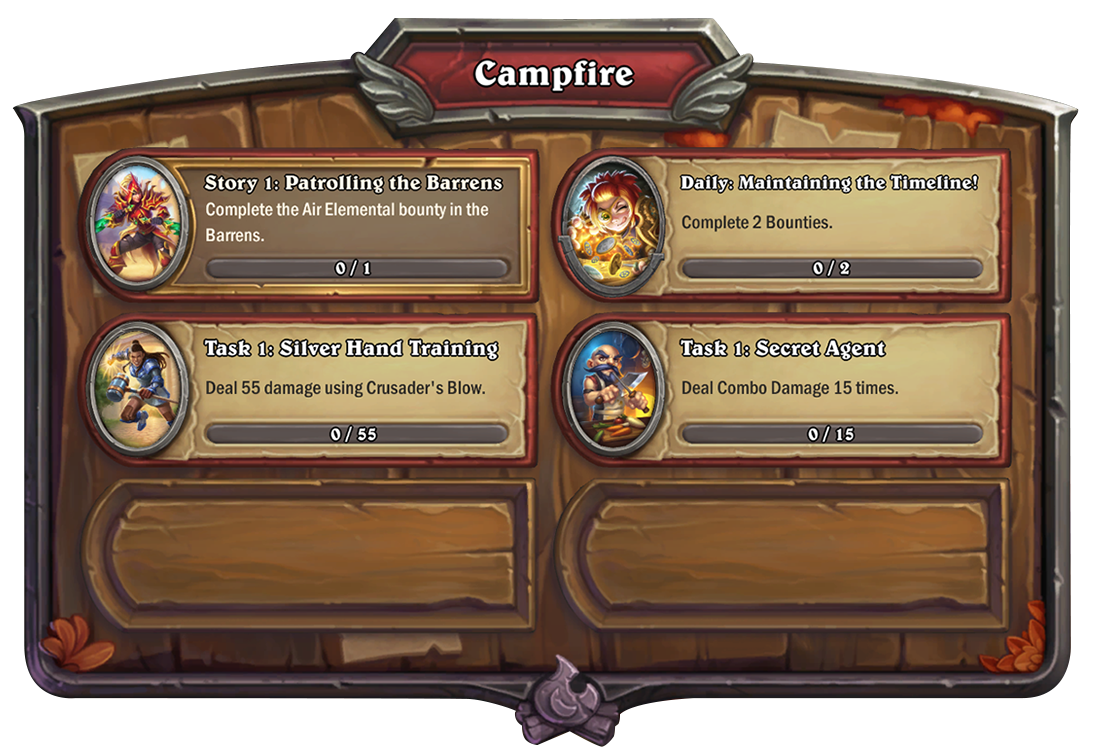 Campfire
Story 1: Patrolling the Barrens
Complete the Air Elemental bounty in the
Barrens.
0 / 1
Daily: Maintaining the Timeline!
Complete 2 Bounties.
0 / 2
Task 1: Silver Hand Training
Deal 55 damage using Crusader's Blow.
0 / 55
Task 1: Secret Agent
Deal Combo Damage 15 times.
0 / 15